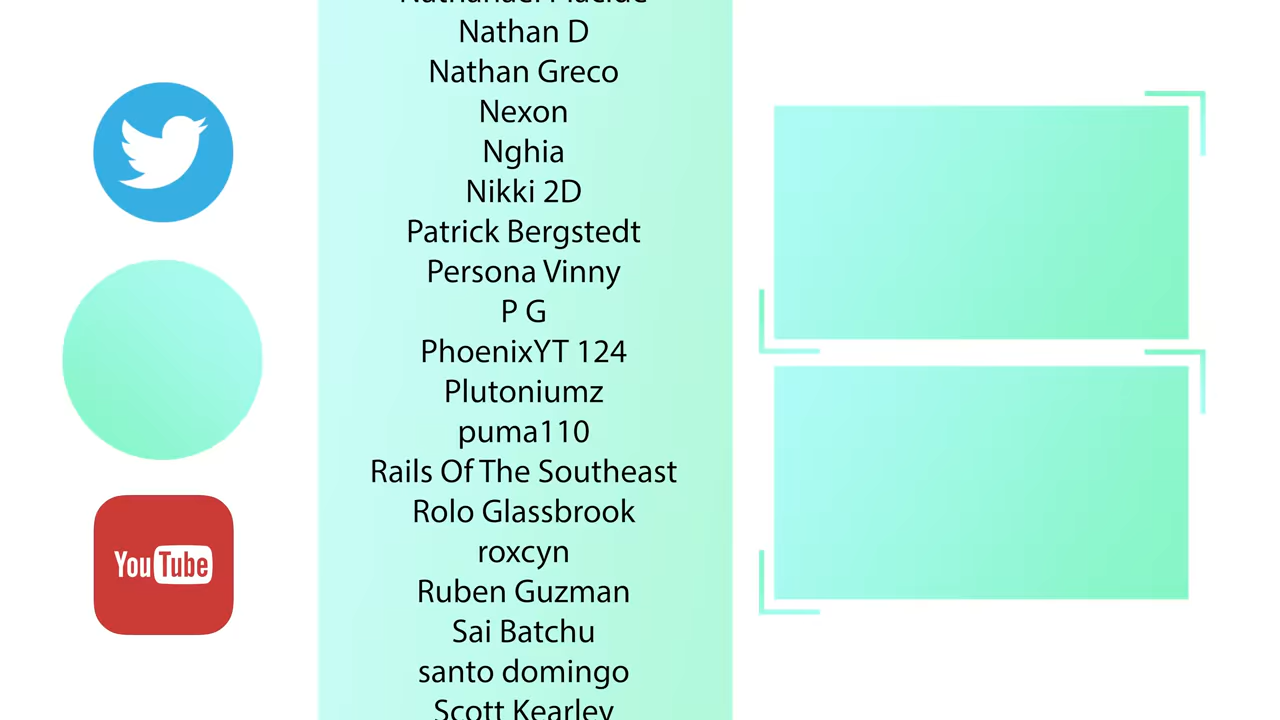 Nathan D
Nathan Greco
Nexon
Nghia
Nikki 2D
Patrick Bergstedt
Persona Vinny
P G
PhoenixYT 124
Plutoniumz
puma110
Rails Of The Southeast
Rolo Glassbrook
roxcyn
Ruben Guzman
Sai Batchu
santo domingo
Scott Kearley
YouTube